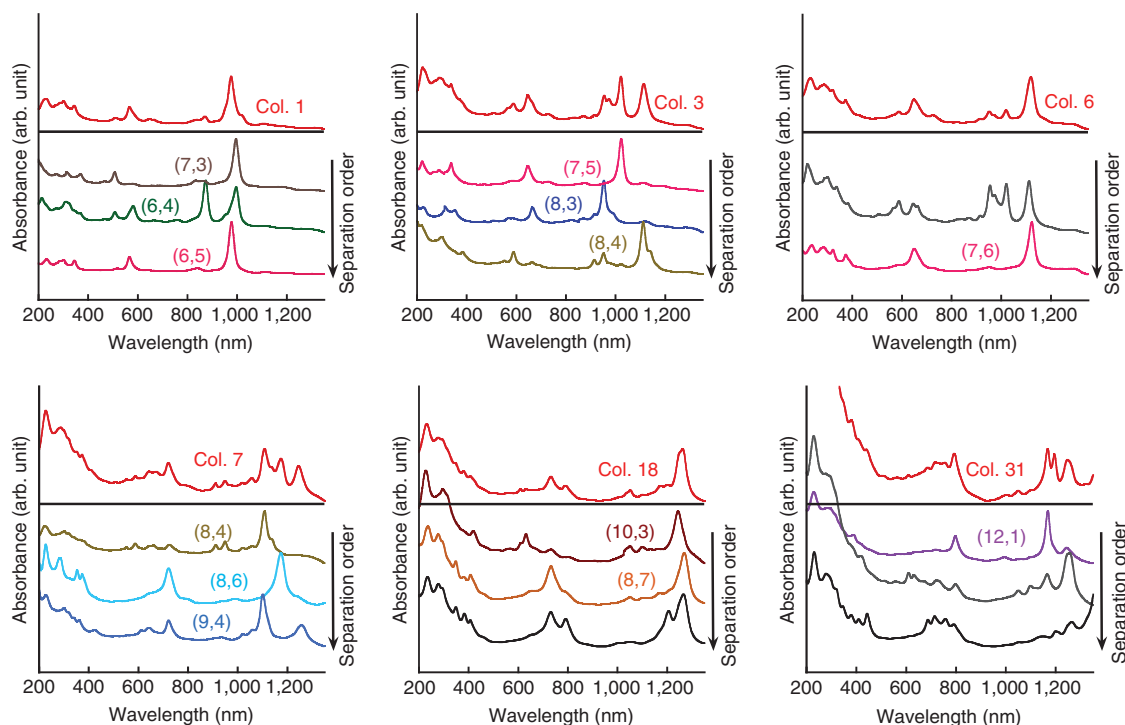 Absorbance (arb. unit)
Col. 1
(7,3)
(6,4)
(6,5)
Separation order
200 400 600 800 1,000 1,200
Wavelength (nm)
Absorbance (arb. unit)
Col. 3
(7,5)
(8,3)
(8,4)
Separation order
200 400 600 800 1,000 1,200
Wavelength (nm)
Absorbance (arb. unit)
Col. 6
(7,6)
Separation order
200 400 600 800 1,000 1,200
Wavelength (nm)
Absorbance (arb. unit)
Col. 7
(8,4)
(8,6)
(9,4)
Separation order
200 400 600 800 1,000 1,200
Wavelength (nm)
Absorbance (arb. unit)
Col. 18
(10,3)
(8,7)
Separation order
200 400 600 800 1,000 1,200
Wavelength (nm)
Absorbance (arb. unit)
Col. 31
(12,1)
Separation order
200 400 600 800 1,000 1,200
Wavelength (nm)